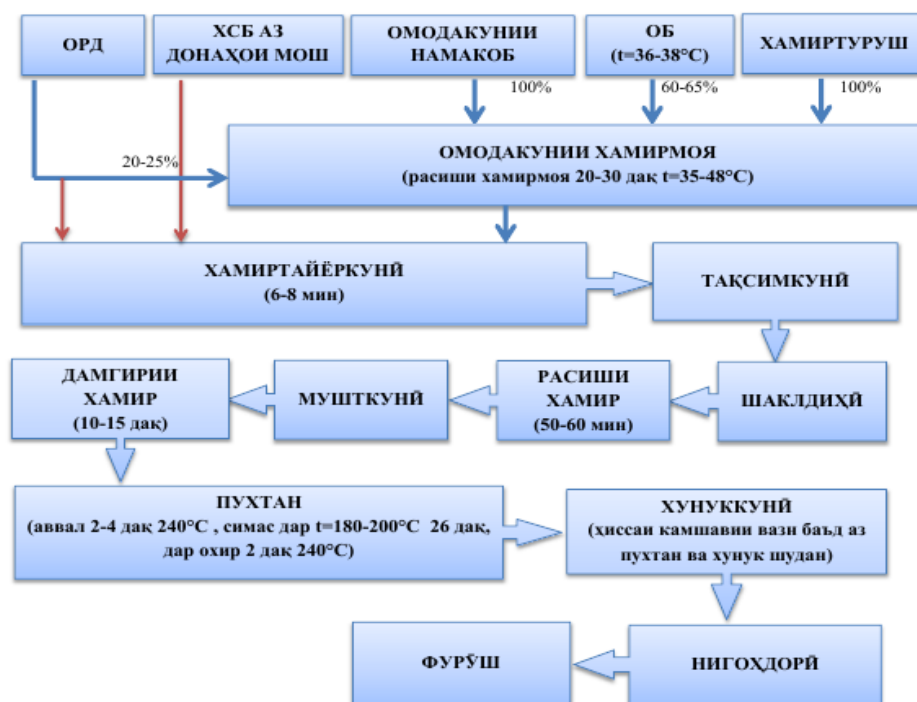 ОРД
ХСБ АЗ
ДОНАҲОИ МОШ
ОМОДАКУНИИ
НАМАКОБ
ОБ
(t=36-38°C)
ХАМИРТУРУШ
100%
60-65%
100%
20-25%
ОМОДАКУНИИ ХАМИРМОЯ
(расиши хамирмоя 20-30 дақ t=35-48°C)
ХАМИРТАЙЁРКУНӢ
(6-8 мин)
ТАҚСИМКУНӢ
ДАМГИРИИ
ХАМИР
(10-15 дақ)
МУШТКУНӢ
РАСИШИ
ХАМИР
(50-60 мин)
ШАКЛДИҲӢ
ПУХТАН
(аввал 2-4 дақ 240°C , симас дар t=180-200°C 26 дақ,
дар охир 2 дақ 240°C)
ХУНУККУНӢ
(ҳиссаи камшавии вазн баъд аз
пухтан ва хунук шудан)
ФУРӮШ
НИГОҲДОРӢ